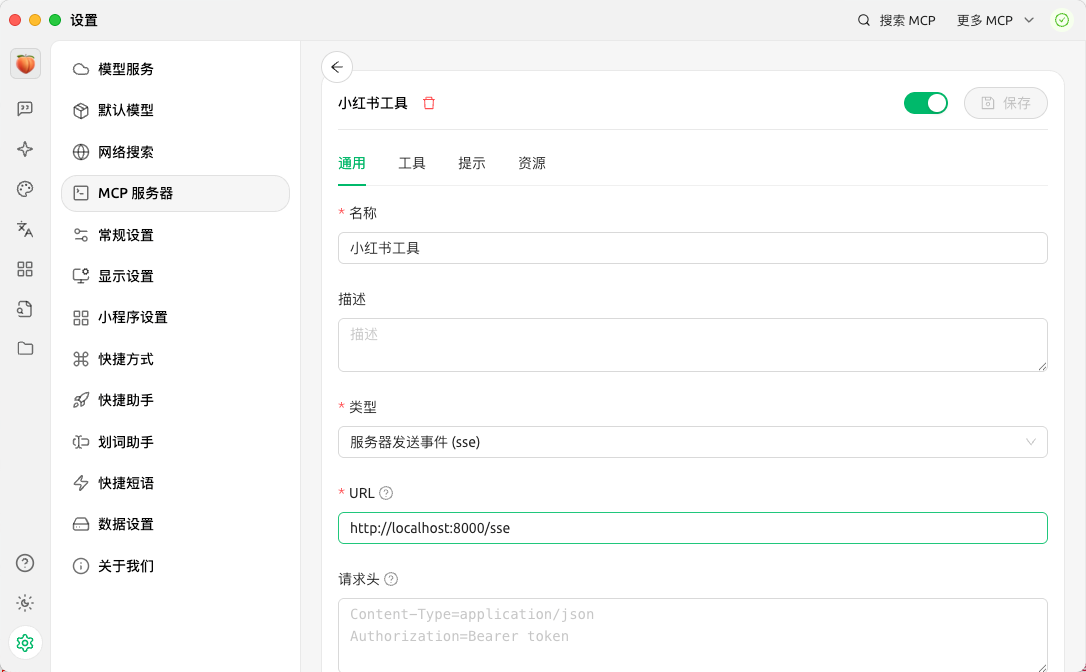 设置
搜索 MCP
更多 MCP
模型服务
默认模型
网络搜索
MCP 服务器
常规设置
显示设置
小程序设置
快捷方式
快捷助手
划词助手
快捷短语
数据设置
关于我们
小红书工具
保存
通用
工具
提示
资源
* 名称
小红书工具
描述
描述
* 类型
服务器发送事件 (sse)
* URL
http://localhost:8000/sse
请求头
Content-Type=application/json
Authorization=Bearer token